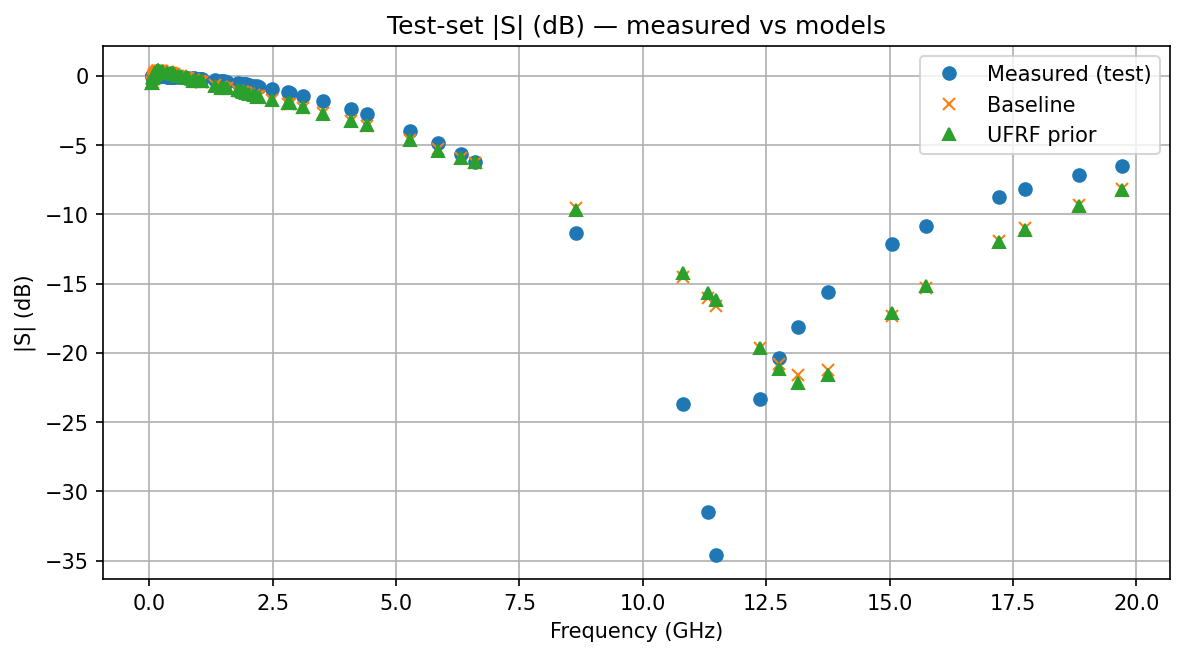 Test-set |S| (dB) — measured vs models
Measured (test)
Baseline
UFRF prior
0
−5
−10
−15
−20
−25
−30
−35
|S| (dB)
0.0 2.5 5.0 7.5 10.0 12.5 15.0 17.5 20.0
Frequency (GHz)